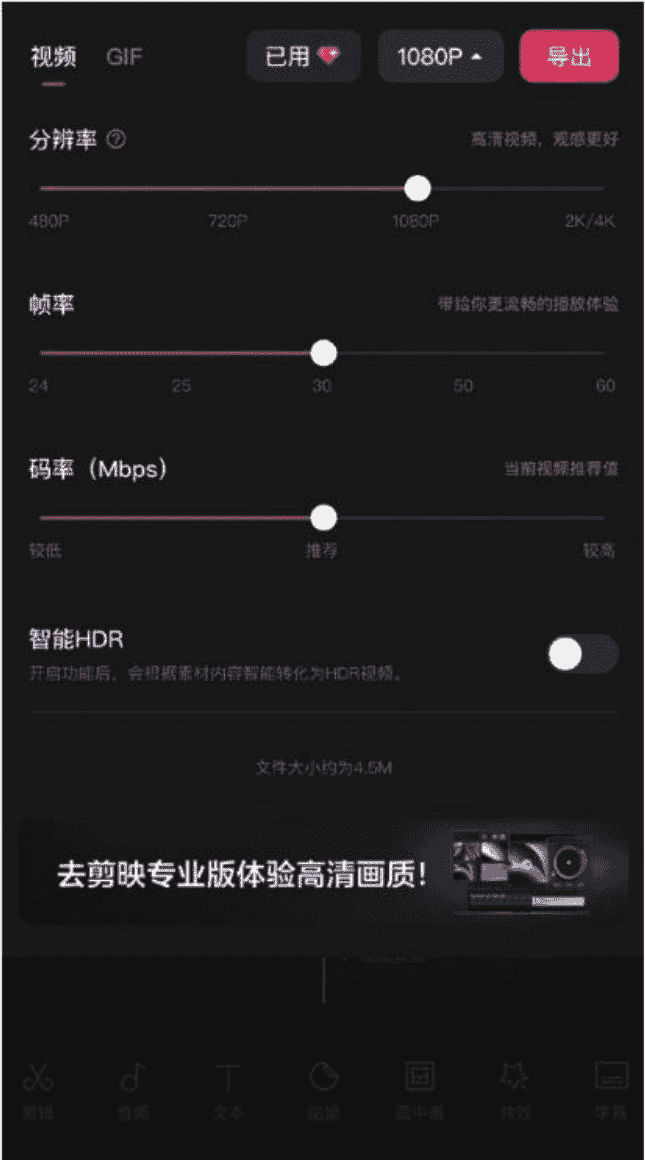 视频 GIF 已用 1080P 导出
分辨率 高清视频，观感更好
480P 720P 1080P 2K/4K
帧率 带给你更流畅的播放体验
24 25 30 50 60
码率（Mbps） 当前视频推荐值
较低 推荐 较高
智能HDR
开启功能后，会根据素材内容智能转化为HDR视频。
文件大小约为4.5M
去剪映专业版体验高清画质！
剪辑 音频 文本 贴纸 画中画 特效 字幕